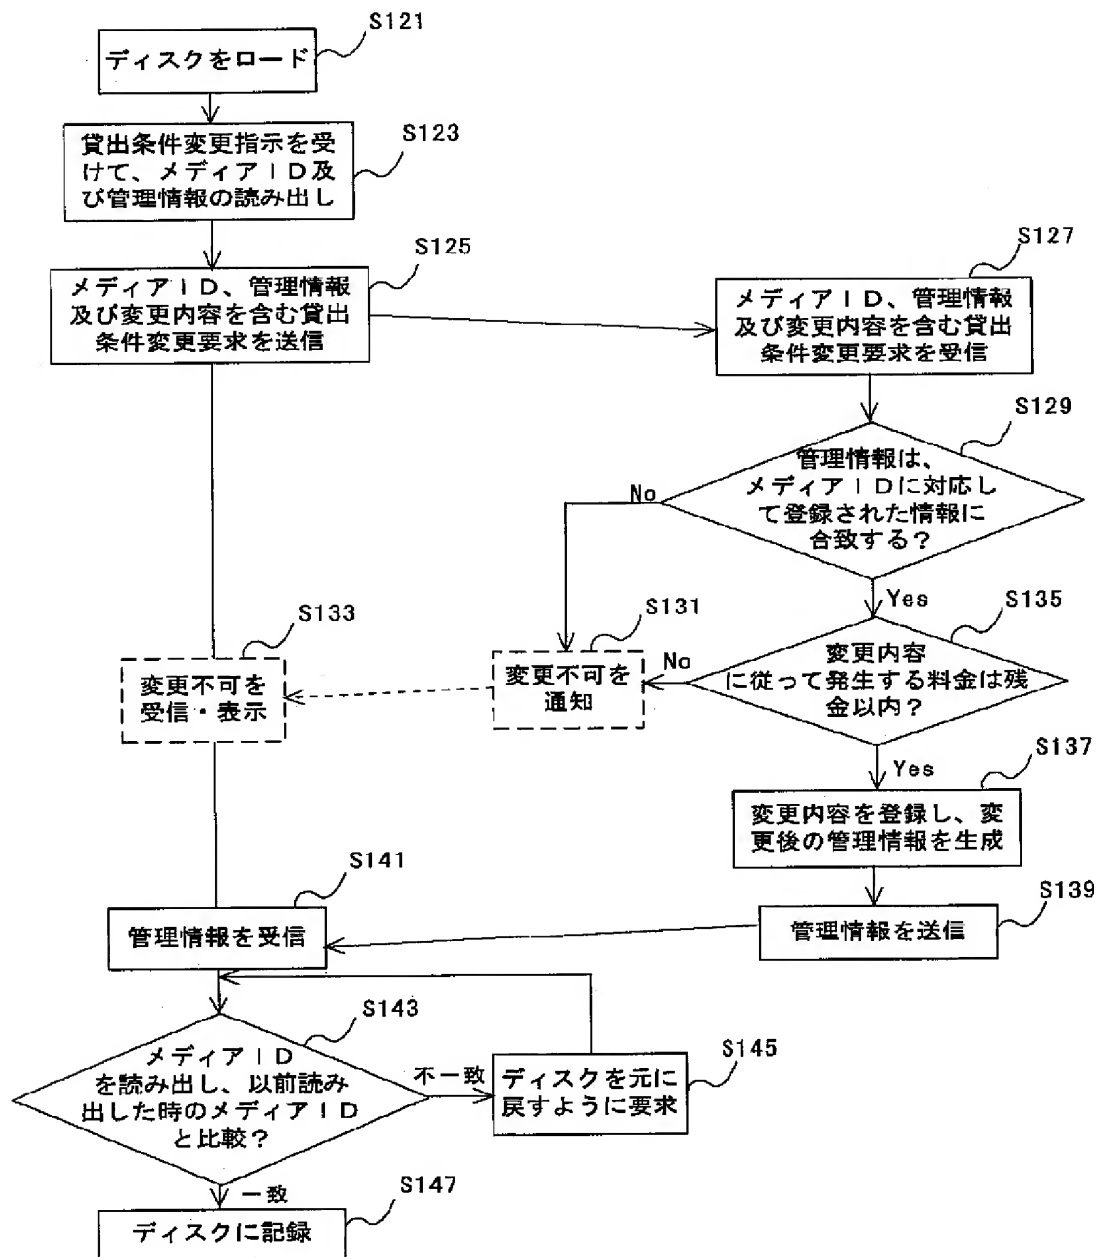 S121
ディスクをロード
S123
貸出条件変更指示を受
けて、メディアID及
び管理情報の読み出し
S125
メディアID、管理情報
及び変更内容を含む貸出
条件変更要求を送信
S127
メディアID、管理情報
及び変更内容を含む貸出
条件変更要求を受信
S129
管理情報は、
メディアIDに対応し
て登録された情報に
合致する？
No
Yes
S131
変更不可を
通知
S133
変更不可を
受信・表示
S135
変更内容
に従って発生する料金は残
金以内？
No
Yes
S137
変更内容を登録し、変
更後の管理情報を生成
S139
管理情報を送信
S141
管理情報を受信
S143
メディアID
を読み出し、以前読み
出した時のメディアID
と比較？
不一致
S145
ディスクを元に
戻すように要求
一致
S147
ディスクに記録